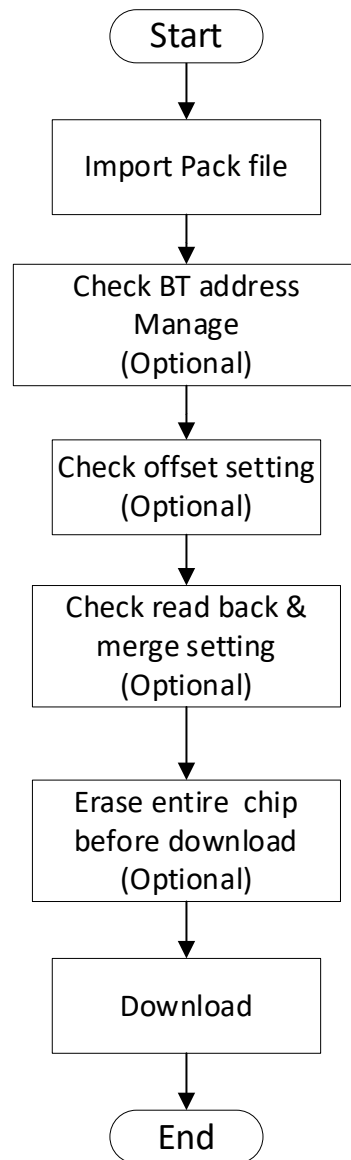 Start
Import Pack file
Check BT address
Manage
(Optional)
Check offset setting
(Optional)
Check read back &
merge setting
(Optional)
Erase entire  chip
before download
(Optional)
Download
End